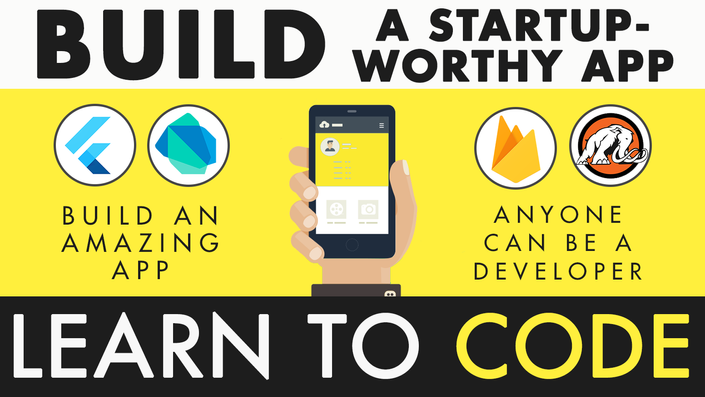 BUILD
A STARTUP-
WORTHY APP
BUILD AN
AMAZING
APP
ANYONE
CAN BE A
DEVELOPER
LEARN TO CODE